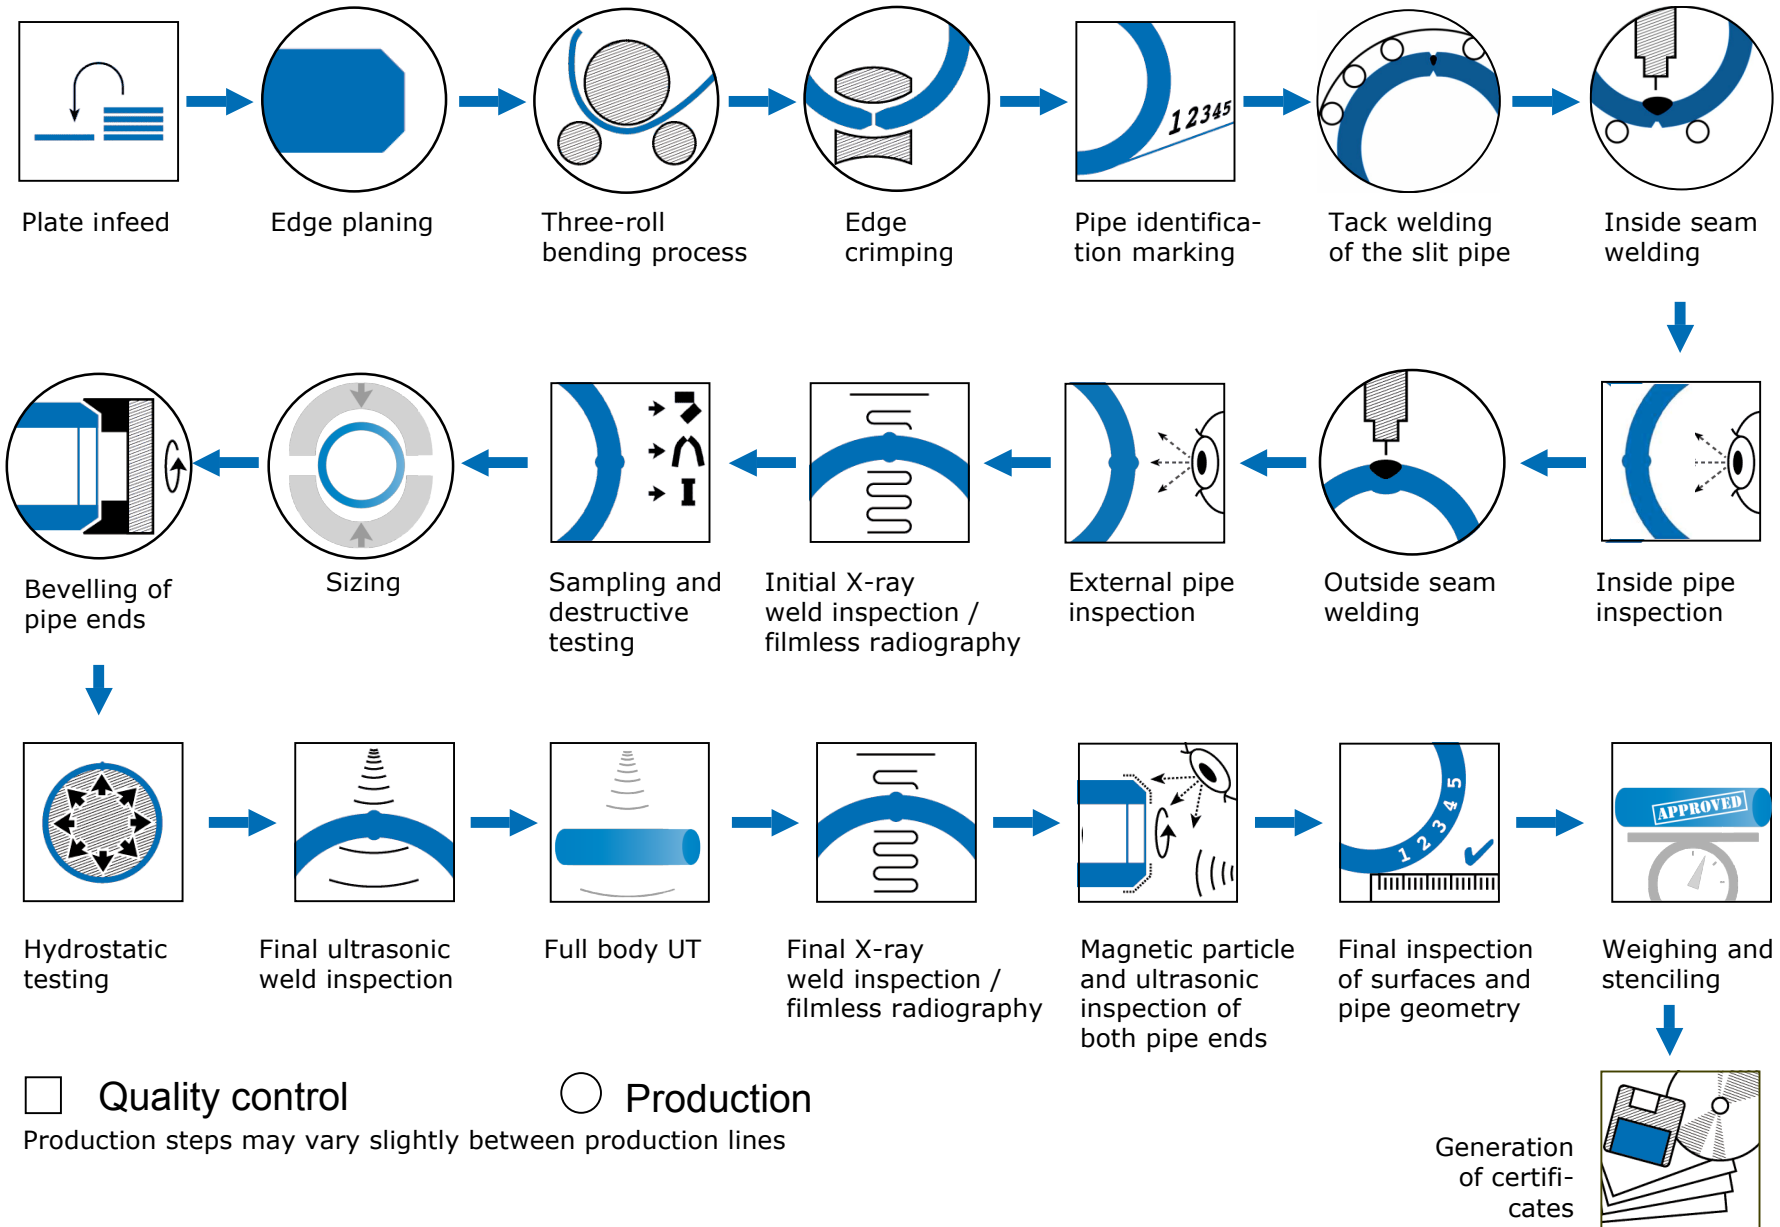 12345
Plate infeed
Edge planing
Three-roll
bending process
Edge
crimping
Pipe identifica-
tion marking
Tack welding
of the slit pipe
Inside seam
welding
Bevelling of
pipe ends
Sizing
Sampling and
destructive
testing
Initial X-ray
weld inspection /
filmless radiography
External pipe
inspection
Outside seam
welding
Inside pipe
inspection
1 2 3 4 5
APPROVED
Hydrostatic
testing
Final ultrasonic
weld inspection
Full body UT
Final X-ray
weld inspection /
filmless radiography
Magnetic particle
and ultrasonic
inspection of
both pipe ends
Final inspection
of surfaces and
pipe geometry
Weighing and
stenciling
Quality control
Production
Production steps may vary slightly between production lines
Generation
of certifi-
cates